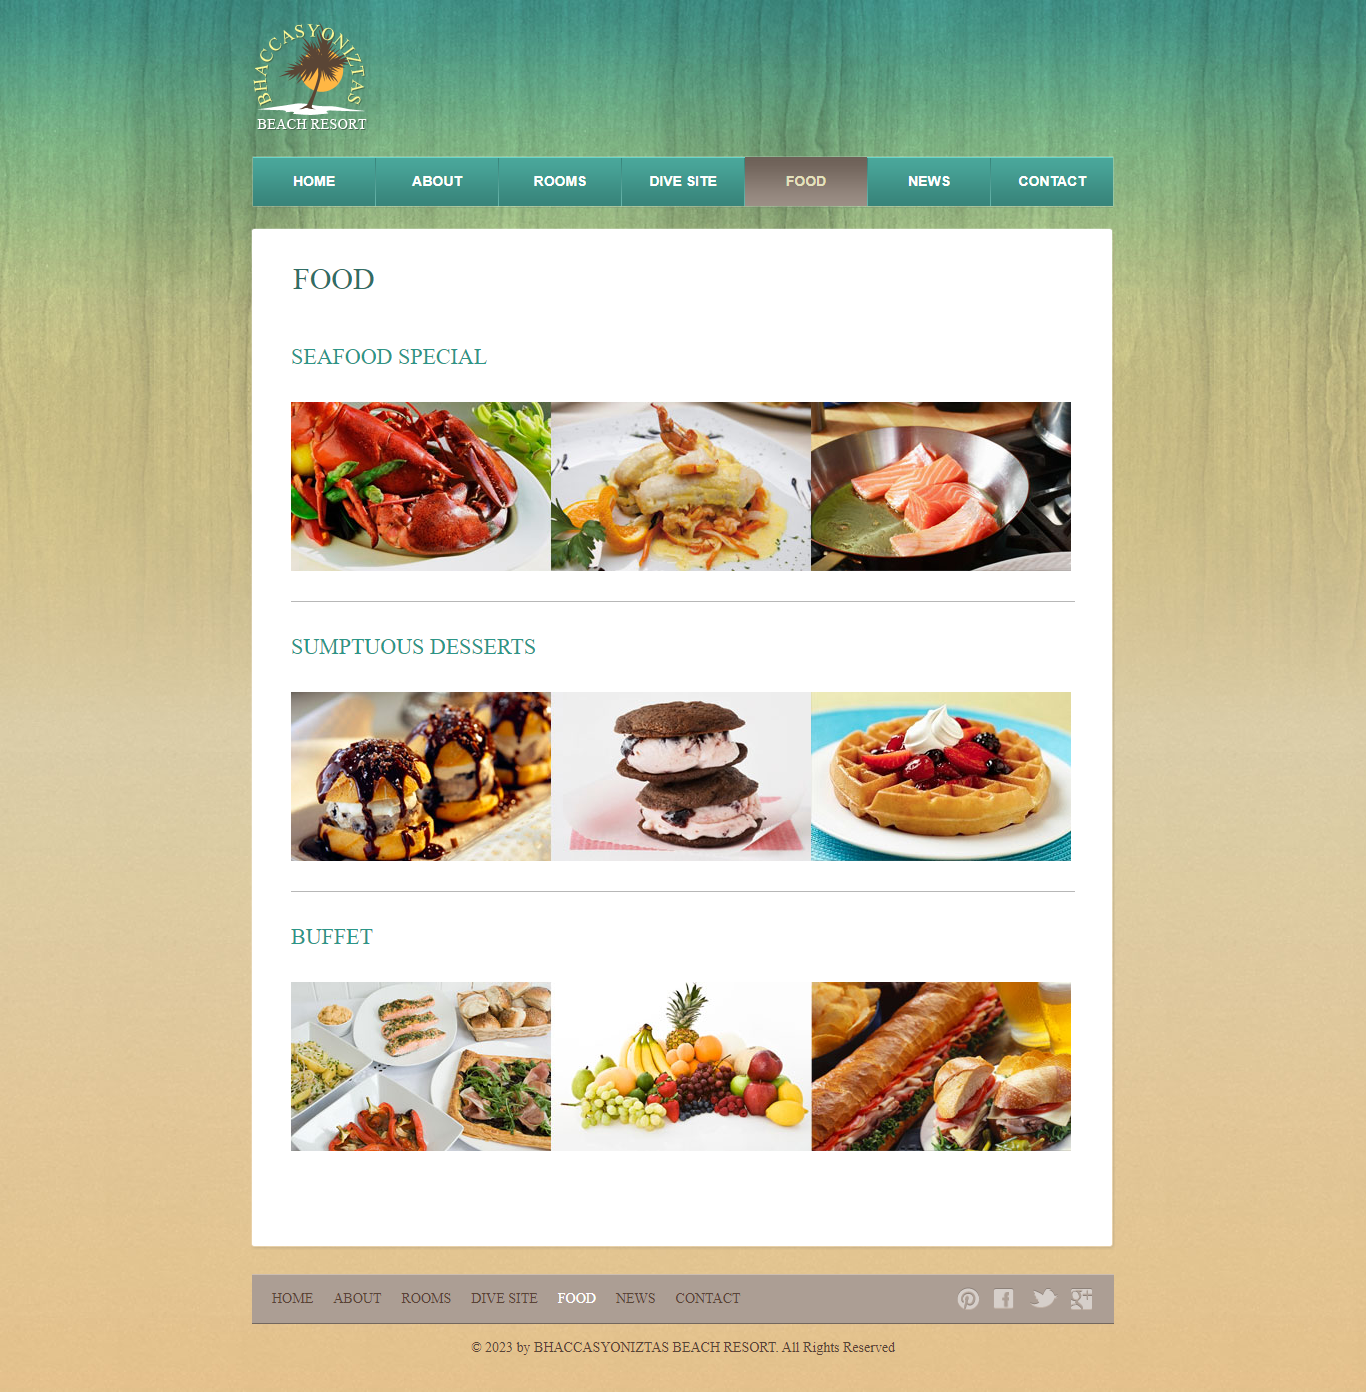 BHACCASYONIZTAS
BEACH RESORT
HOME ABOUT ROOMS DIVE SITE FOOD NEWS CONTACT
FOOD
SEAFOOD SPECIAL
SUMPTUOUS DESSERTS
BUFFET
HOME ABOUT ROOMS DIVE SITE FOOD NEWS CONTACT
© 2023 by BHACCASYONIZTAS BEACH RESORT. All Rights Reserved